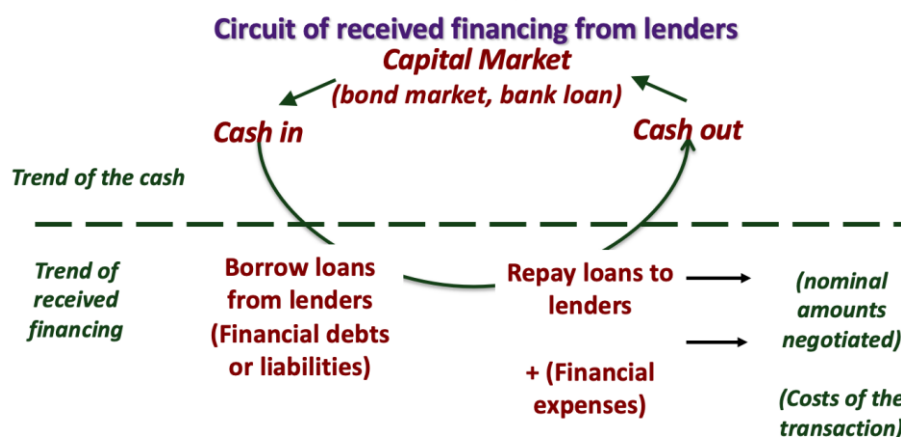 Circuit of received financing from lenders
Capital Market
(bond market, bank loan)
Cash in
Cash out
Trend of the cash
Trend of
received
financing
Borrow loans
from lenders
(Financial debts
or liabilities)
Repay loans to
lenders
+ (Financial
expenses)
(nominal
amounts
negotiated)
(Costs of the
transaction)